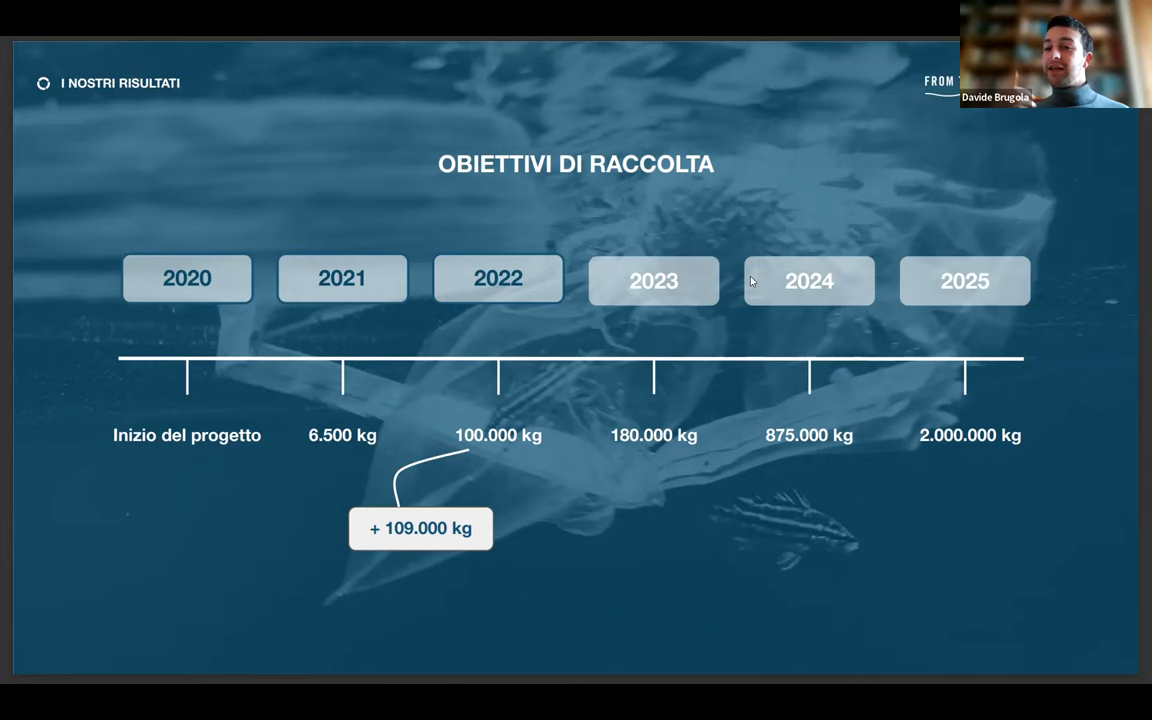 I NOSTRI RISULTATI
FROM
Davide Brugola
OBIETTIVI DI RACCOLTA
2020 2021 2022 2023 2024 2025
Inizio del progetto 6.500 kg 100.000 kg 180.000 kg 875.000 kg 2.000.000 kg
+ 109.000 kg